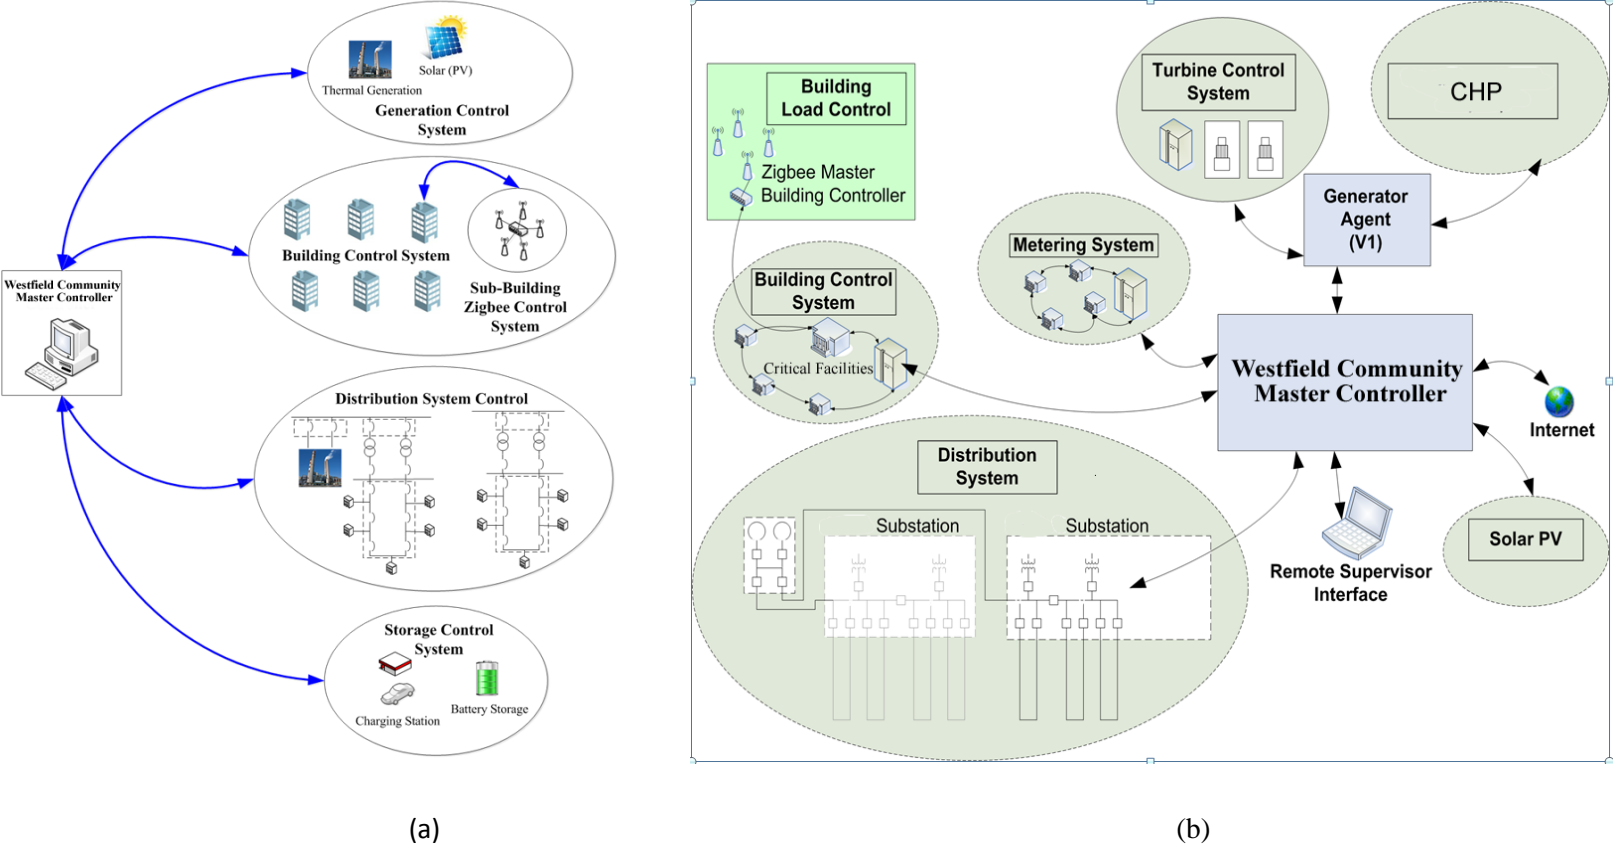 Solar (PV)
Thermal Generation
Generation Control
System
Building Control System
Sub-Building
Zigbee Control
System
Westfield Community
Master Controller
Distribution System Control
Storage Control
System
Charging Station
Battery Storage
(a)
Building
Load Control
Zigbee Master
Building Controller
Turbine Control
System
CHP
Generator
Agent
(V1)
Metering System
Building Control
System
Critical Facilities
Westfield Community
Master Controller
Internet
Distribution
System
Substation
Substation
Remote Supervisor
Interface
Solar PV
(b)